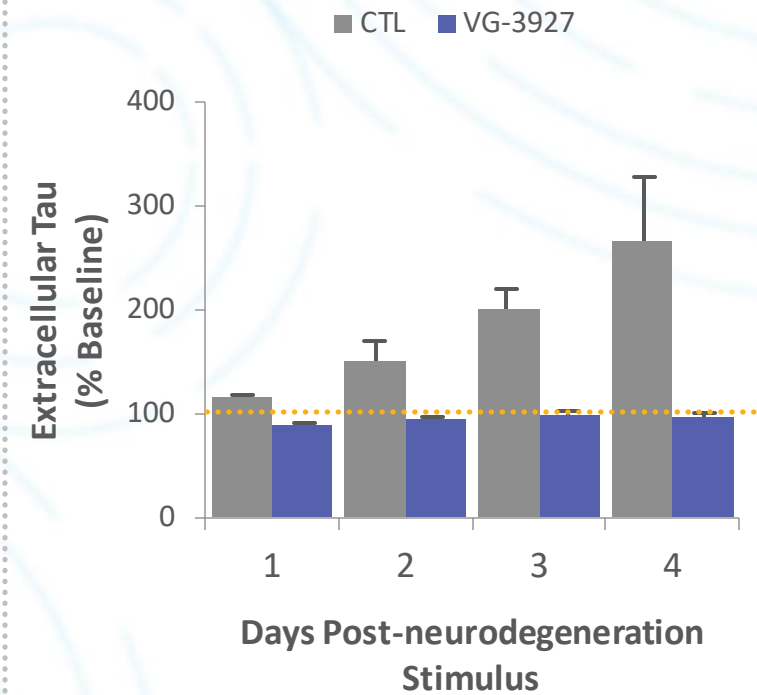 CTL VG-3927
400
300
200
100
0
Extracellular Tau
(% Baseline)
1 2 3 4
Days Post-neurodegeneration
Stimulus